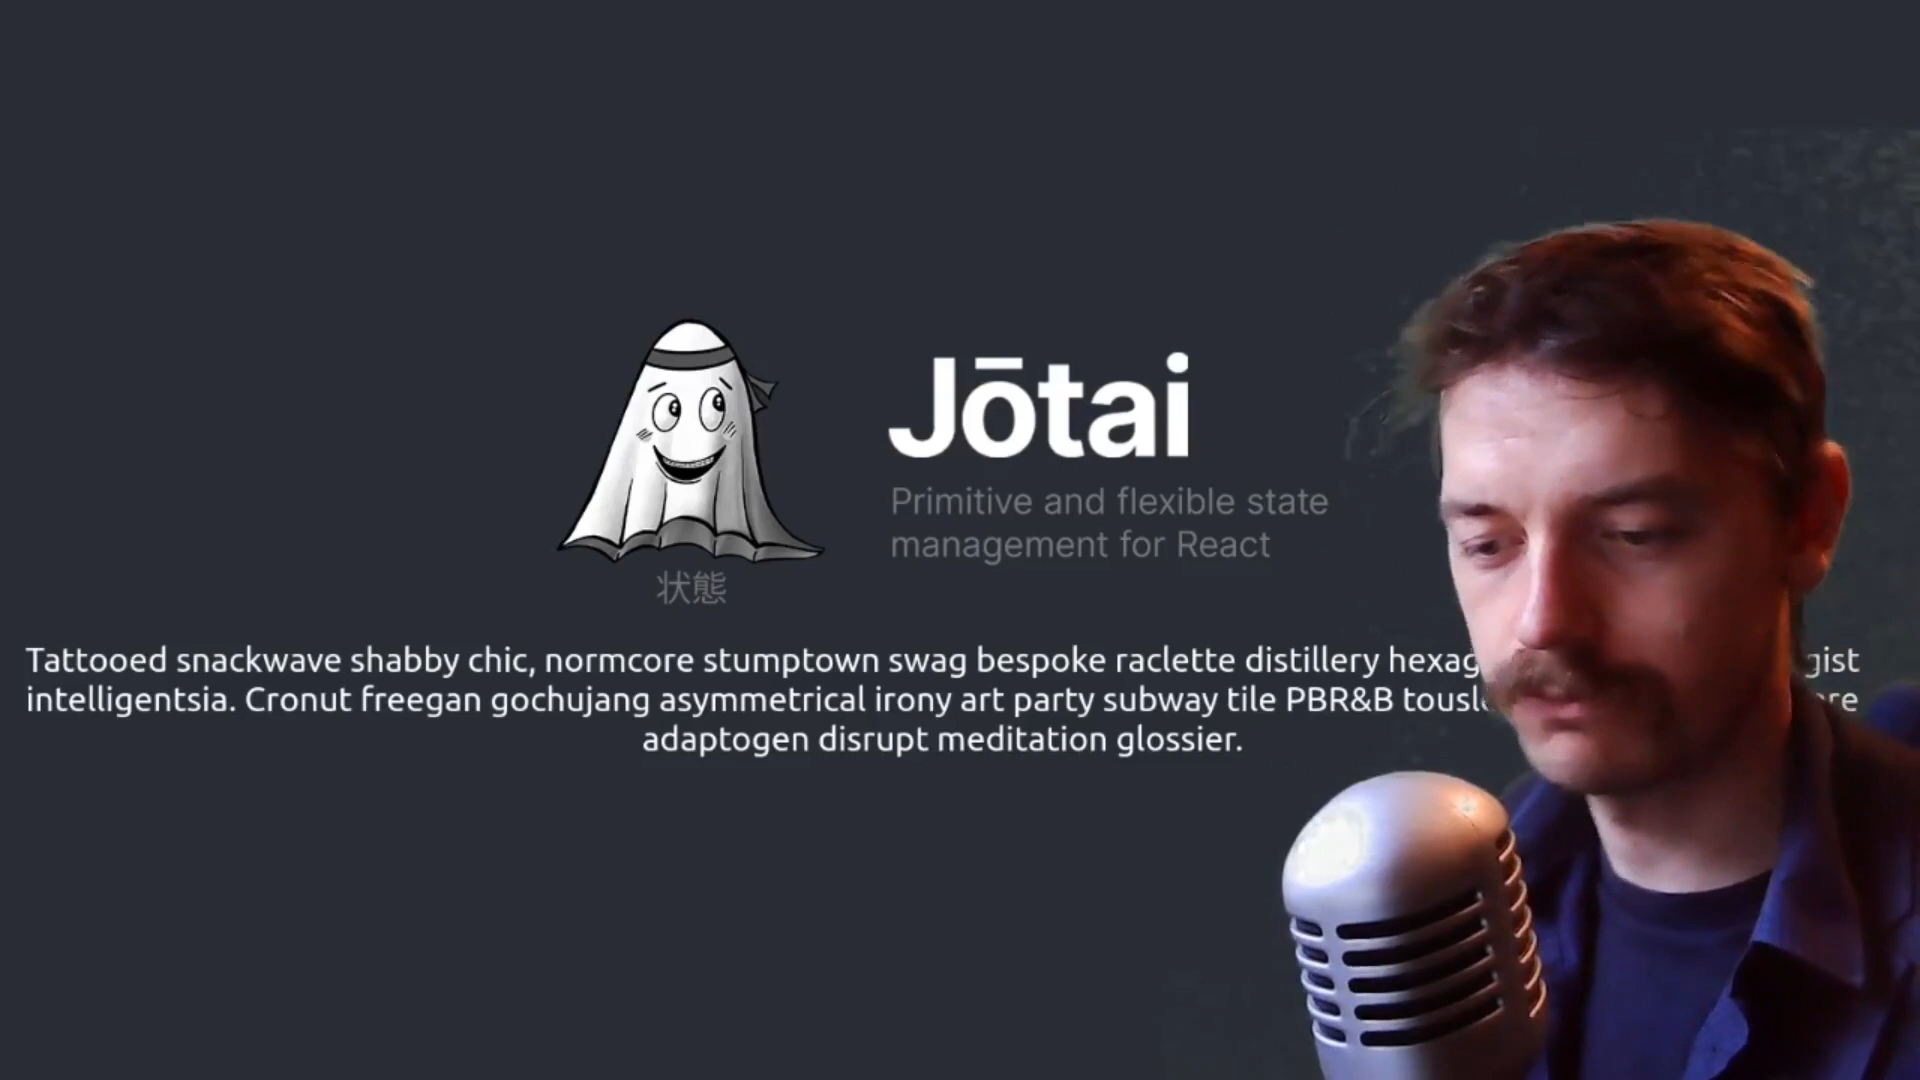 Jōtai
Primitive and flexible state
management for React
状態
Tattooed snackwave shabby chic, normcore stumptown swag bespoke raclette distillery
intelligentsia. Cronut freegan gochujang asymmetrical irony art party subway tile PBR&B
adaptogen disrupt meditation glossier.